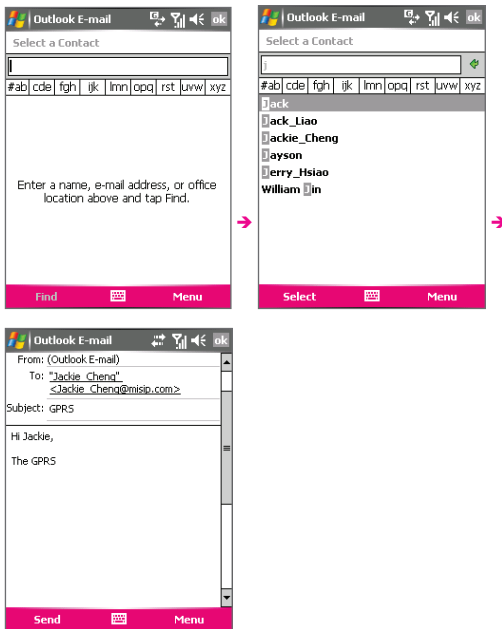 Outlook E-mail ok
Select a Contact
#ab cde fgh ijk lmn opq rst uvw xyz
Enter a name, e-mail address, or office
location above and tap Find.
Find Menu
Outlook E-mail ok
Select a Contact
j
#ab cde fgh ijk lmn opq rst uvw xyz
Jack
Jack_Liao
Jackie_Cheng
Jayson
Jerry_Hsiao
William Jin
Select Menu
Outlook E-mail ok
From: (Outlook E-mail)
To: "Jackie_Cheng"
<Jackie_Cheng@misip.com>
Subject: GPRS
Hi Jackie,
The GPRS
Send Menu